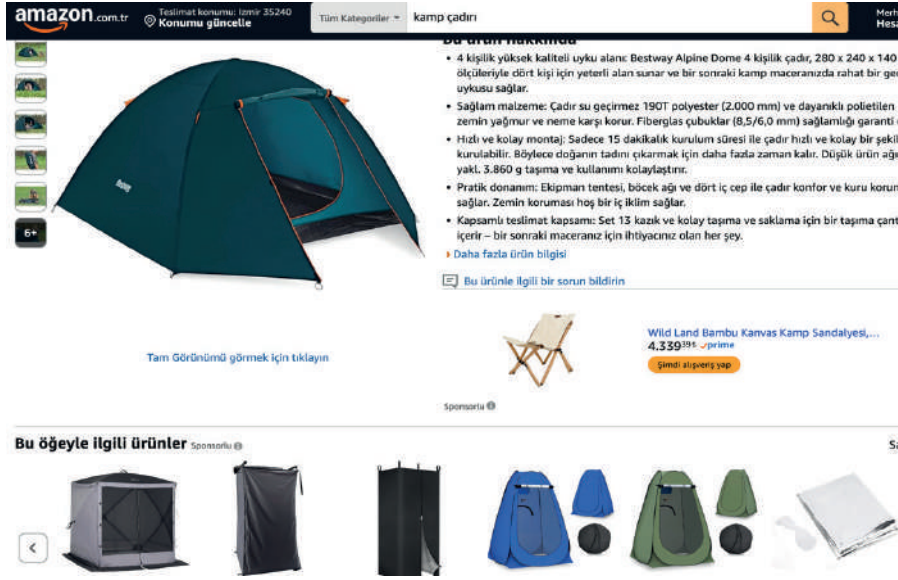 amazon.com.tr
Teslimat konumu: Izmir 35240
Konumu güncelle
Tüm Kategoriler
kamp çadırı
Merh
Hesa
Bu ürün hakkında
• 4 kişilik yüksek kaliteli uyku alanı: Bestway Alpine Dome 4 kişilik çadır, 280 x 240 x 140
ölçüleriyle dört kişi için yeterli alan sunar ve bir sonraki kamp maceranızda rahat bir ge
uykusu sağlar.
• Sağlam malzeme: Çadır su geçirmez 190T polyester (2.000 mm) ve dayanıklı polietilen
zemin yağmur ve neme karşı korur. Fiberglas çubuklar (8,5/6,0 mm) sağlamlığı garanti
• Hızlı ve kolay montaj: Sadece 15 dakikalık kurulum süresi ile çadır hızlı ve kolay bir şekil
kurulabilir. Böylece doğanın tadını çıkarmak için daha fazla zaman kalır. Düşük ürün ağı
yakl. 3.860 g taşıma ve kullanımı kolaylaştırır.
• Pratik donanım: Ekipman tentesi, böcek ağı ve dört iç cep ile çadır konfor ve kuru korun
sağlar. Zemin koruması hoş bir iç iklim sağlar.
• Kapsamlı teslimat kapsamı: Set 13 kazık ve kolay taşıma ve saklama için bir taşıma çant
içerir – bir sonraki maceranız için ihtiyacınız olan her şey.
Daha fazla ürün bilgisi
Bu ürünle ilgili bir sorun bildirin
6+
Tam Görünümü görmek için tıklayın
Wild Land Bambu Kanvas Kamp Sandalyesi,...
4.339 39₺ prime
Şimdi alışveriş yap
Sponsorlu
Bu öğeyle ilgili ürünler Sponsorlu
Sa